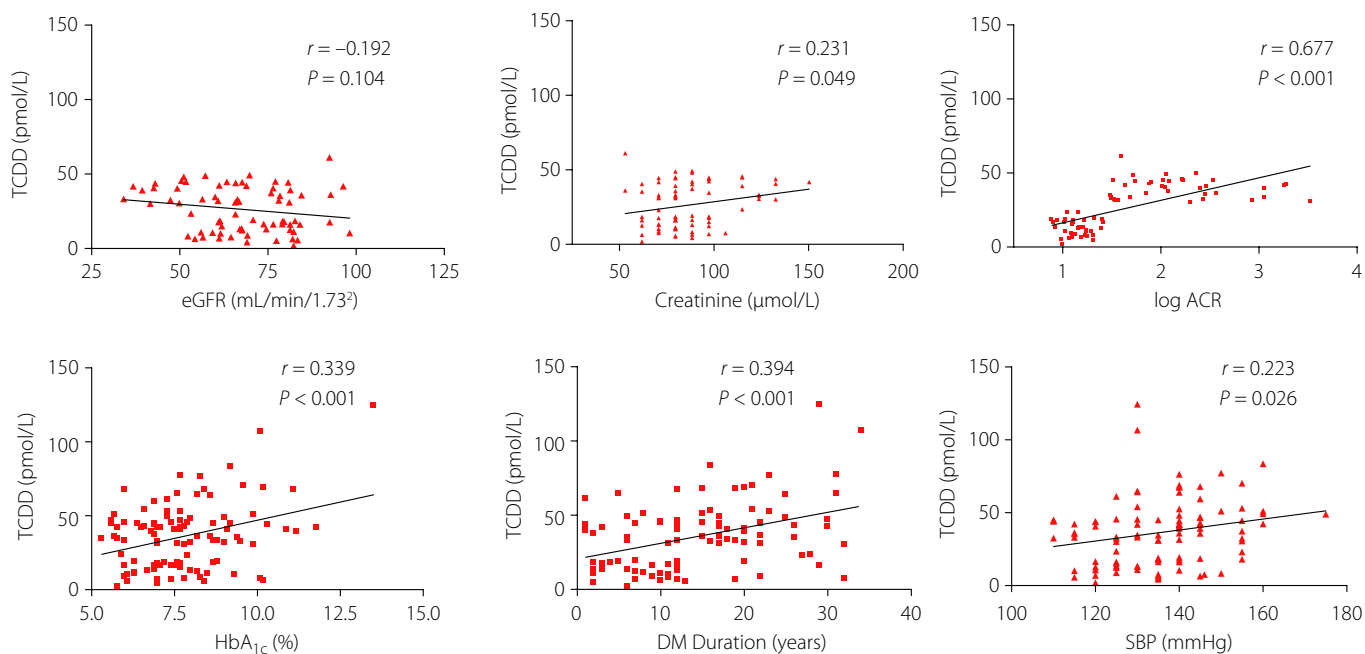 150
100
50
0
TCDD (pmol/L)
r = –0.192
P = 0.104
25 50 75 100 125
eGFR (mL/min/1.73²)
150
100
50
0
TCDD (pmol/L)
r = 0.231
P = 0.049
50 100 150 200
Creatinine (μmol/L)
150
100
50
0
TCDD (pmol/L)
r = 0.677
P < 0.001
1 2 3 4
log ACR
150
100
50
0
TCDD (pmol/L)
r = 0.339
P < 0.001
5.0 7.5 10.0 12.5 15.0
HbA₁c (%)
150
100
50
0
TCDD (pmol/L)
r = 0.394
P < 0.001
0 10 20 30 40
DM Duration (years)
150
100
50
0
TCDD (pmol/L)
r = 0.223
P = 0.026
100 120 140 160 180
SBP (mmHg)